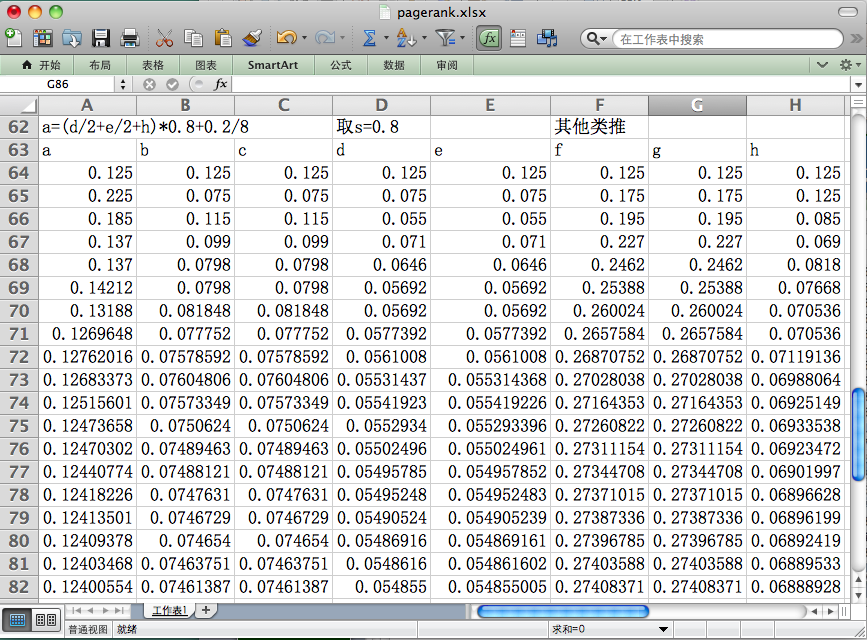 pagerank.xlsx
在工作表中搜索
开始 布局 表格 图表 SmartArt 公式 数据 审阅
G86 fx
A B C D E F G H
62 a=(d/2+e/2+h)*0.8+0.2/8 取s=0.8 其他类推
63 a b c d e f g h
64 0.125 0.125 0.125 0.125 0.125 0.125 0.125 0.125
65 0.225 0.075 0.075 0.075 0.075 0.175 0.175 0.125
66 0.185 0.115 0.115 0.055 0.055 0.195 0.195 0.085
67 0.137 0.099 0.099 0.071 0.071 0.227 0.227 0.069
68 0.137 0.0798 0.0798 0.0646 0.0646 0.2462 0.2462 0.0818
69 0.14212 0.0798 0.0798 0.05692 0.05692 0.25388 0.25388 0.07668
70 0.13188 0.081848 0.081848 0.05692 0.05692 0.260024 0.260024 0.070536
71 0.1269648 0.077752 0.077752 0.0577392 0.0577392 0.2657584 0.2657584 0.070536
72 0.12762016 0.07578592 0.07578592 0.0561008 0.0561008 0.26870752 0.26870752 0.07119136
73 0.12683373 0.07604806 0.07604806 0.05531437 0.055314368 0.27028038 0.27028038 0.06988064
74 0.12515601 0.07573349 0.07573349 0.05541923 0.055419226 0.27164353 0.27164353 0.06925149
75 0.12473658 0.0750624 0.0750624 0.0552934 0.055293396 0.27260822 0.27260822 0.06933538
76 0.12470302 0.07489463 0.07489463 0.05502496 0.055024961 0.27311154 0.27311154 0.06923472
77 0.12440774 0.07488121 0.07488121 0.05495785 0.054957852 0.27344708 0.27344708 0.06901997
78 0.12418226 0.0747631 0.0747631 0.05495248 0.054952483 0.27371015 0.27371015 0.06896628
79 0.12413501 0.0746729 0.0746729 0.05490524 0.054905239 0.27387336 0.27387336 0.06896199
80 0.12409378 0.074654 0.074654 0.05486916 0.054869161 0.27396785 0.27396785 0.06892419
81 0.12403468 0.07463751 0.07463751 0.0548616 0.054861602 0.27403588 0.27403588 0.06889533
82 0.12400554 0.07461387 0.07461387 0.054855 0.054855005 0.27408371 0.27408371 0.06888928
工作表1
普通视图 就绪 求和=0